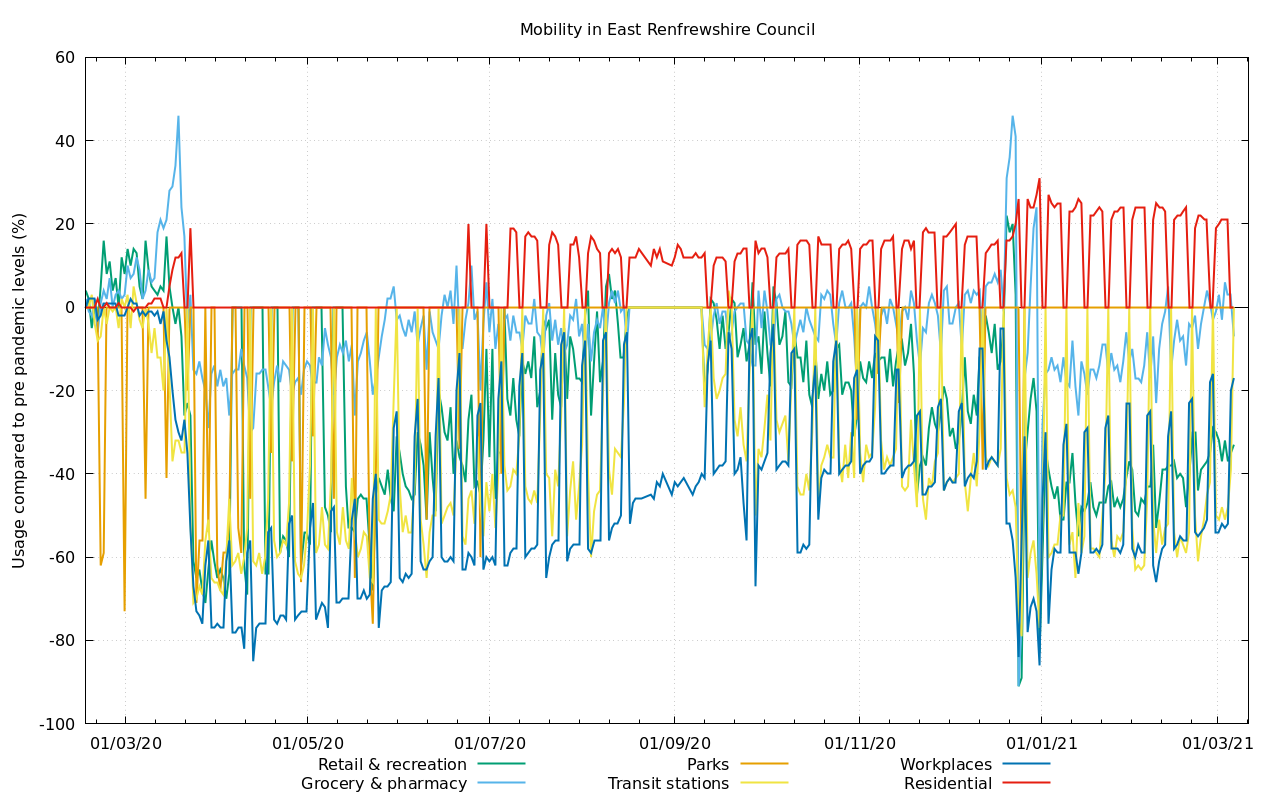 Mobility in East Renfrewshire Council
Usage compared to pre pandemic levels (%)
60
40
20
0
-20
-40
-60
-80
-100
01/03/20 01/05/20 01/07/20 01/09/20 01/11/20 01/01/21 01/03/21
Retail & recreation Parks Workplaces
Grocery & pharmacy Transit stations Residential